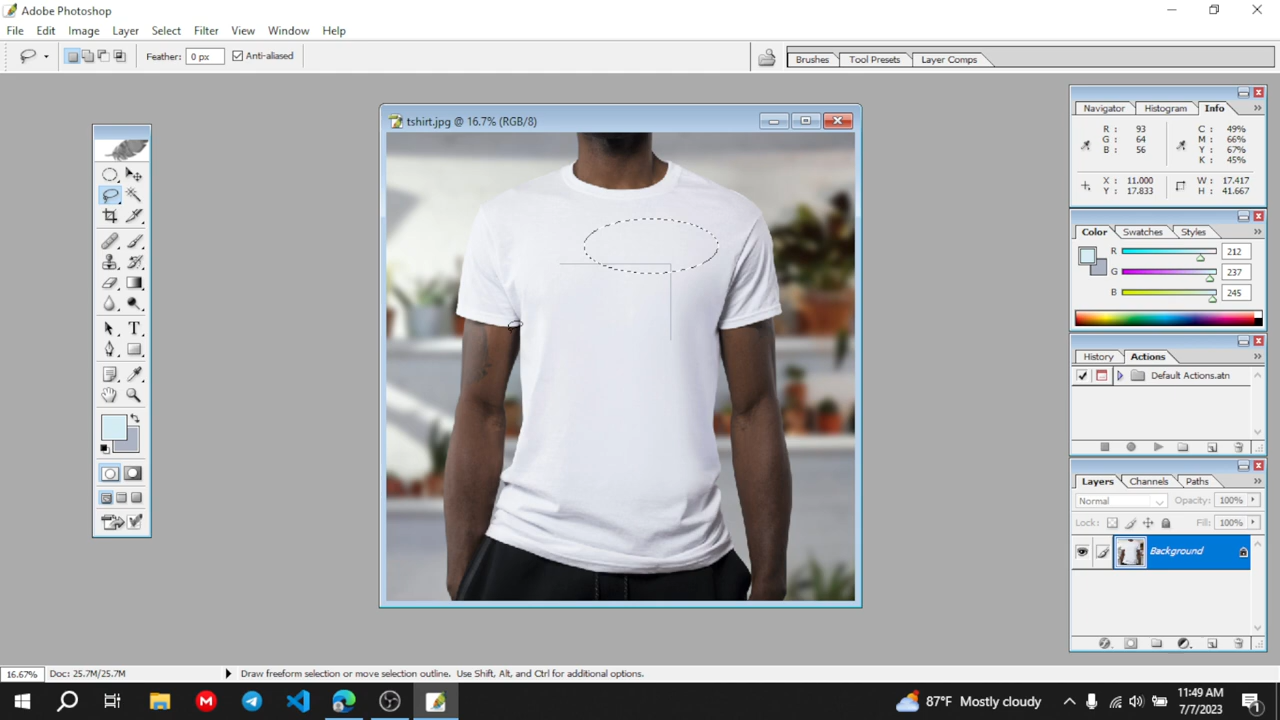 Adobe Photoshop
File Edit Image Layer Select Filter View Window Help
Feather: 0 px Anti-aliased Brushes Tool Presets Layer Comps
tshirt.jpg @ 16.7% (RGB/8)
Navigator Histogram Info
R : 93 C : 49%
G : 64 M : 66%
B : 56 Y : 67%
K : 45%
X : 11.000 W : 17.417
Y : 17.833 H : 41.667
Color Swatches Styles
R 212
G 237
B 245
History Actions
Default Actions.atn
Layers Channels Paths
Normal Opacity: 100%
Lock: Fill: 100%
Background
T
16.67% Doc: 25.7M/25.7M Draw freeform selection or move selection outline. Use Shift, Alt, and Ctrl for additional options.
M 87°F Mostly cloudy 11:49 AM
7/7/2023
1